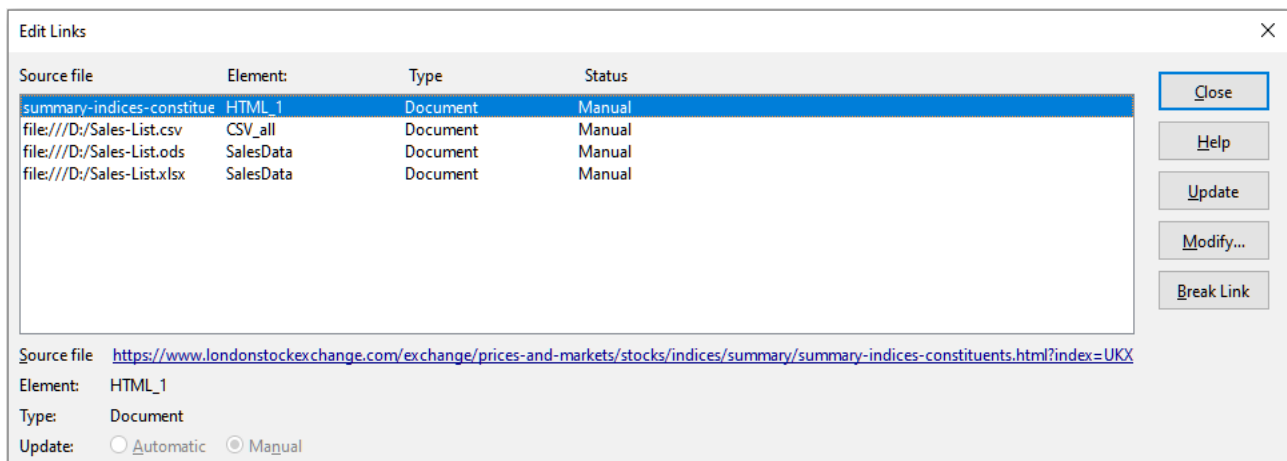 Edit Links
Source file Element: Type Status
summary-indices-constitue HTML_1 Document Manual
file:///D:/Sales-List.csv CSV_all Document Manual
file:///D:/Sales-List.ods SalesData Document Manual
file:///D:/Sales-List.xlsx SalesData Document Manual
Close
Help
Update
Modify...
Break Link
Source file https://www.londonstockexchange.com/exchange/prices-and-markets/stocks/indices/summary/summary-indices-constituents.html?index=UKX
Element: HTML_1
Type: Document
Update: Automatic Manual